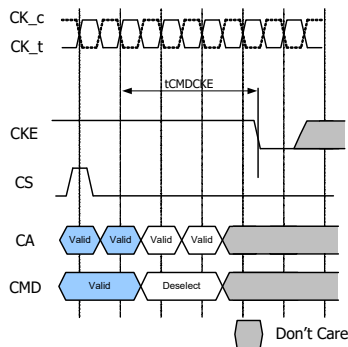 CK_c
CK_t
tCMDCKE
CKE
CS
CA Valid Valid Valid Valid
CMD Valid Deselect
Don't Care